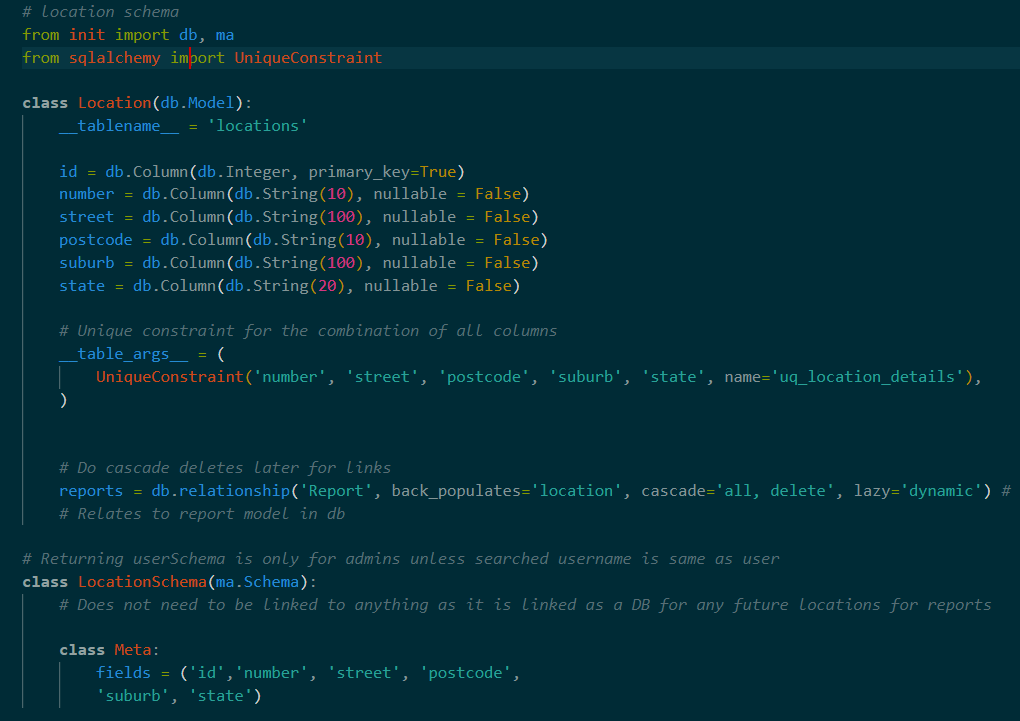 # location schema
from init import db, ma
from sqlalchemy import UniqueConstraint
class Location(db.Model):
__tablename__ = 'locations'
id = db.Column(db.Integer, primary_key=True)
number = db.Column(db.String(10), nullable = False)
street = db.Column(db.String(100), nullable = False)
postcode = db.Column(db.String(10), nullable = False)
suburb = db.Column(db.String(100), nullable = False)
state = db.Column(db.String(20), nullable = False)
# Unique constraint for the combination of all columns
__table_args__ = (
UniqueConstraint('number', 'street', 'postcode', 'suburb', 'state', name='uq_location_details'),
)
# Do cascade deletes later for links
reports = db.relationship('Report', back_populates='location', cascade='all, delete', lazy='dynamic') #
# Relates to report model in db
# Returning userSchema is only for admins unless searched username is same as user
class LocationSchema(ma.Schema):
# Does not need to be linked to anything as it is linked as a DB for any future locations for reports
class Meta:
fields = ('id','number', 'street', 'postcode',
'suburb', 'state')